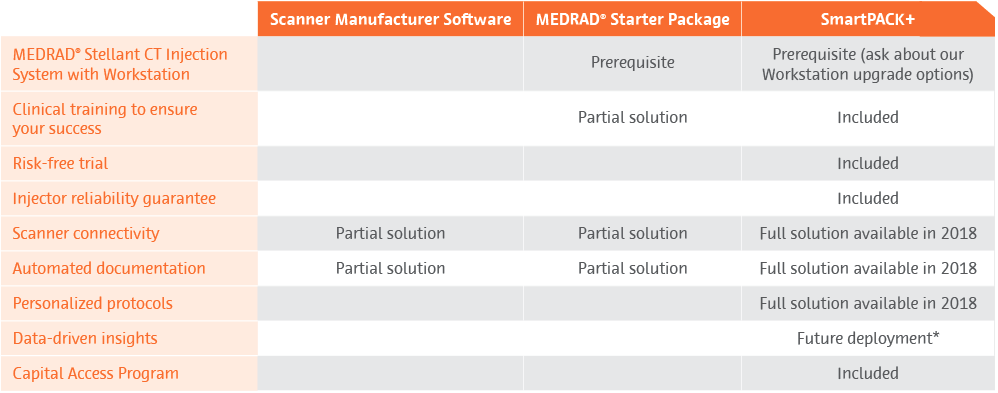 Scanner Manufacturer Software MEDRAD® Starter Package SmartPACK+
MEDRAD® Stellant CT Injection
System with Workstation
Prerequisite
Prerequisite (ask about our
Workstation upgrade options)
Clinical training to ensure
your success
Partial solution
Included
Risk-free trial Included
Injector reliability guarantee Included
Scanner connectivity Partial solution Partial solution Full solution available in 2018
Automated documentation Partial solution Partial solution Full solution available in 2018
Personalized protocols Full solution available in 2018
Data-driven insights Future deployment*
Capital Access Program Included